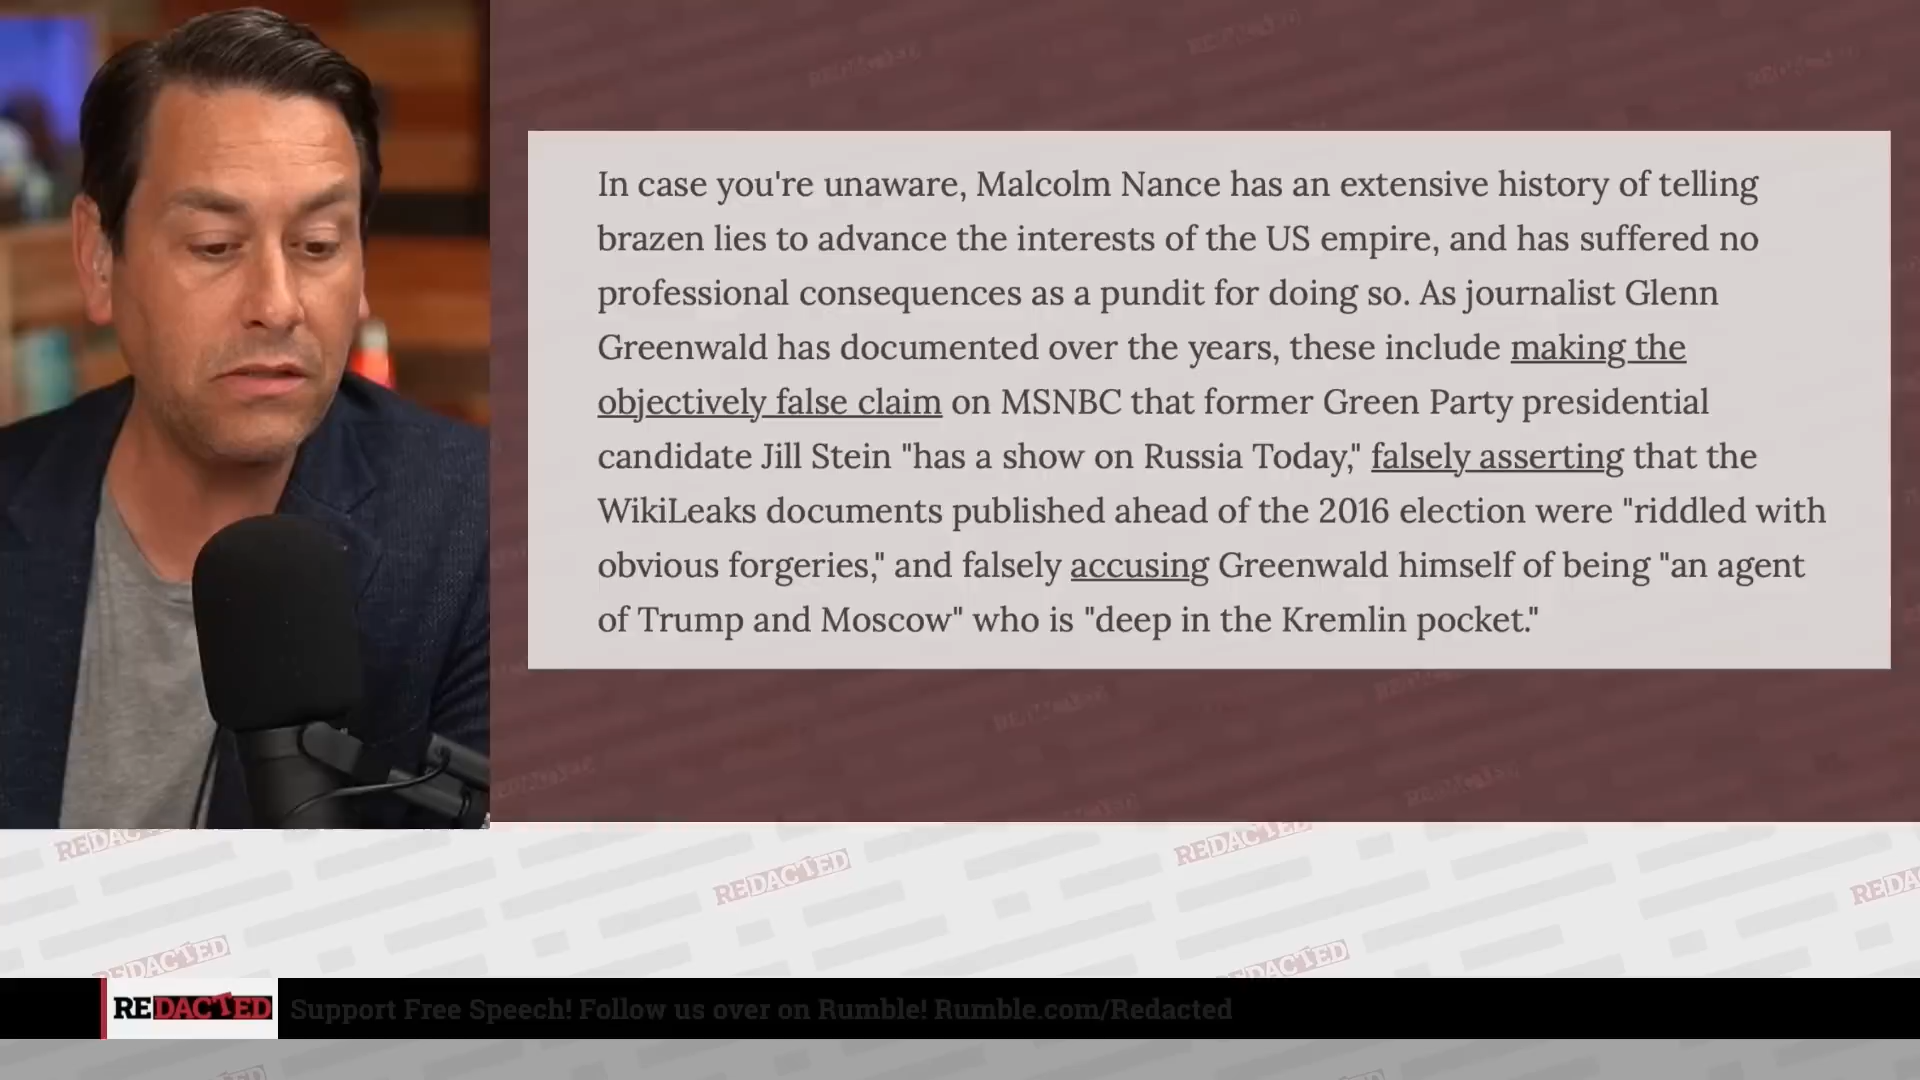 In case you're unaware, Malcolm Nance has an extensive history of telling
brazen lies to advance the interests of the US empire, and has suffered no
professional consequences as a pundit for doing so. As journalist Glenn
Greenwald has documented over the years, these include making the
objectively false claim on MSNBC that former Green Party presidential
candidate Jill Stein "has a show on Russia Today," falsely asserting that the
WikiLeaks documents published ahead of the 2016 election were "riddled with
obvious forgeries," and falsely accusing Greenwald himself of being "an agent
of Trump and Moscow" who is "deep in the Kremlin pocket."
REDACTED
REDACTED
REDACTED
REDA
REDACTED
REDACTED
REDACTED Support Free Speech! Follow us over on Rumble! Rumble.com/Redacted